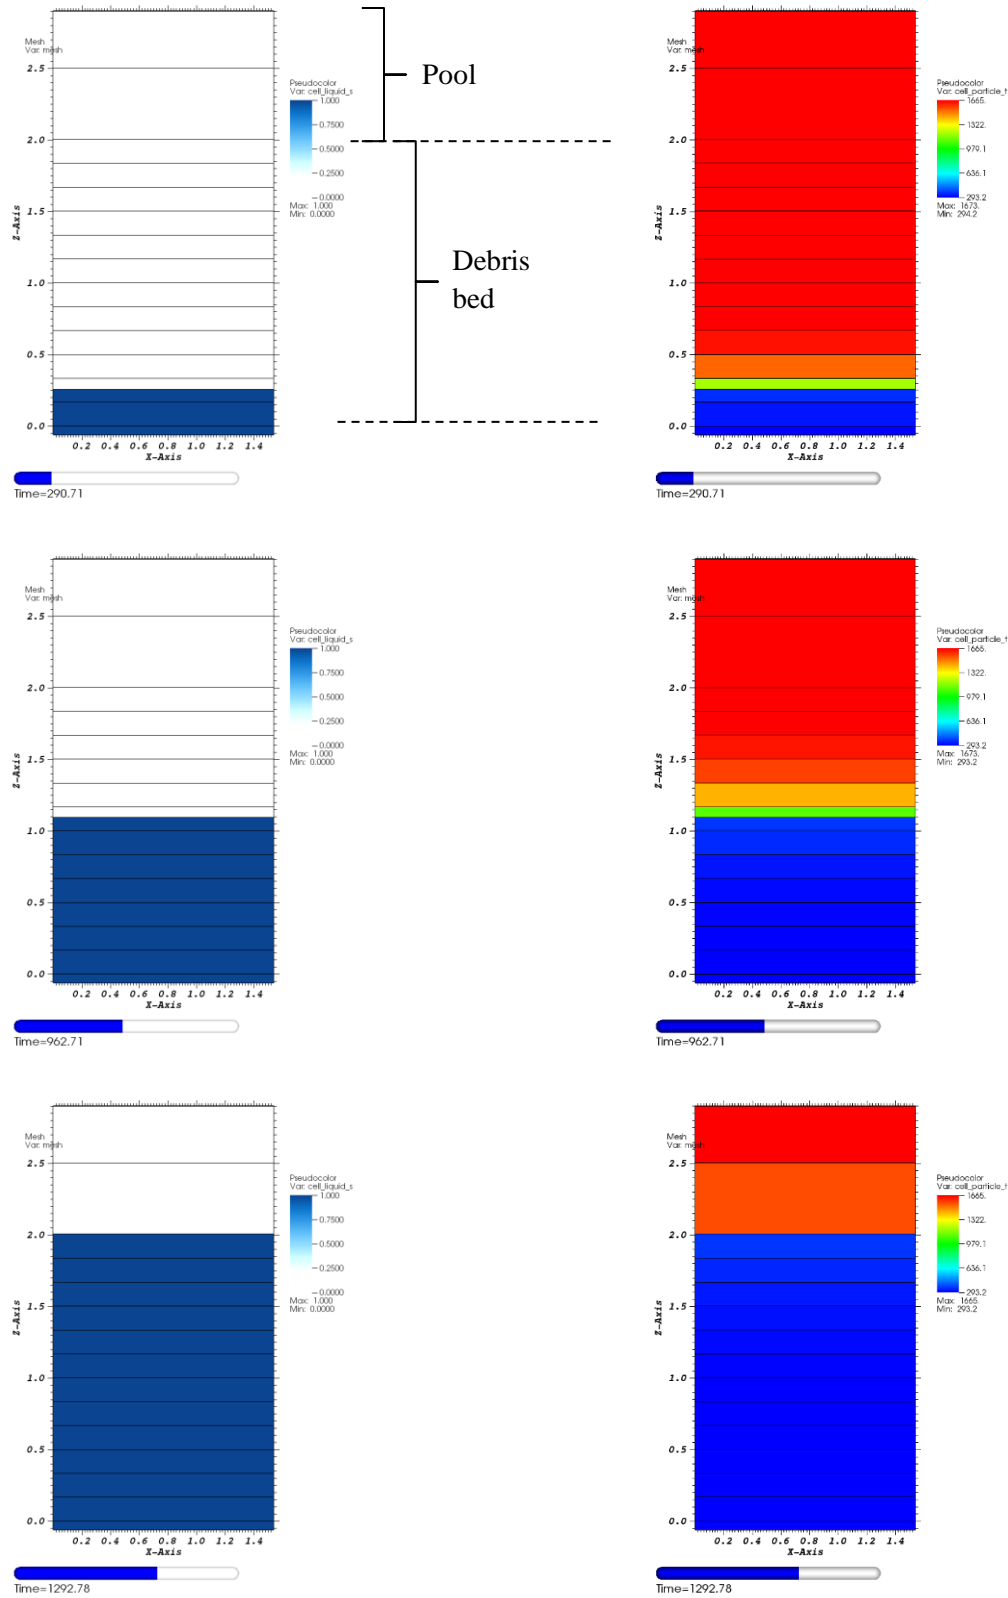 Mesh
Var: mesh
2.5
2.0
1.5
1.0
0.5
0.0
Z-Axis
0.2 0.4 0.6 0.8 1.0 1.2 1.4
X-Axis
Pseudocolor
Var: cell_liquid_s
1.000
0.7500
0.5000
0.2500
0.0000
Max: 1.000
Min: 0.0000
Time=290.71
Pool
Debris
bed
Mesh
Var: mesh
2.5
2.0
1.5
1.0
0.5
0.0
Z-Axis
0.2 0.4 0.6 0.8 1.0 1.2 1.4
X-Axis
Pseudocolor
Var: cell_particle_t
1665.
1322.
979.1
636.1
293.2
Max: 1673.
Min: 294.2
Time=290.71
Mesh
Var: mesh
2.5
2.0
1.5
1.0
0.5
0.0
Z-Axis
0.2 0.4 0.6 0.8 1.0 1.2 1.4
X-Axis
Pseudocolor
Var: cell_liquid_s
1.000
0.7500
0.5000
0.2500
0.0000
Max: 1.000
Min: 0.0000
Time=962.71
Mesh
Var: mesh
2.5
2.0
1.5
1.0
0.5
0.0
Z-Axis
0.2 0.4 0.6 0.8 1.0 1.2 1.4
X-Axis
Pseudocolor
Var: cell_particle_t
1665.
1322.
979.1
636.1
293.2
Max: 1673.
Min: 293.2
Time=962.71
Mesh
Var: mesh
2.5
2.0
1.5
1.0
0.5
0.0
Z-Axis
0.2 0.4 0.6 0.8 1.0 1.2 1.4
X-Axis
Pseudocolor
Var: cell_liquid_s
1.000
0.7500
0.5000
0.2500
0.0000
Max: 1.000
Min: 0.0000
Time=1292.78
Mesh
Var: mesh
2.5
2.0
1.5
1.0
0.5
0.0
Z-Axis
0.2 0.4 0.6 0.8 1.0 1.2 1.4
X-Axis
Pseudocolor
Var: cell_particle_t
1665.
1322.
979.1
636.1
293.2
Max: 1665.
Min: 293.2
Time=1292.78